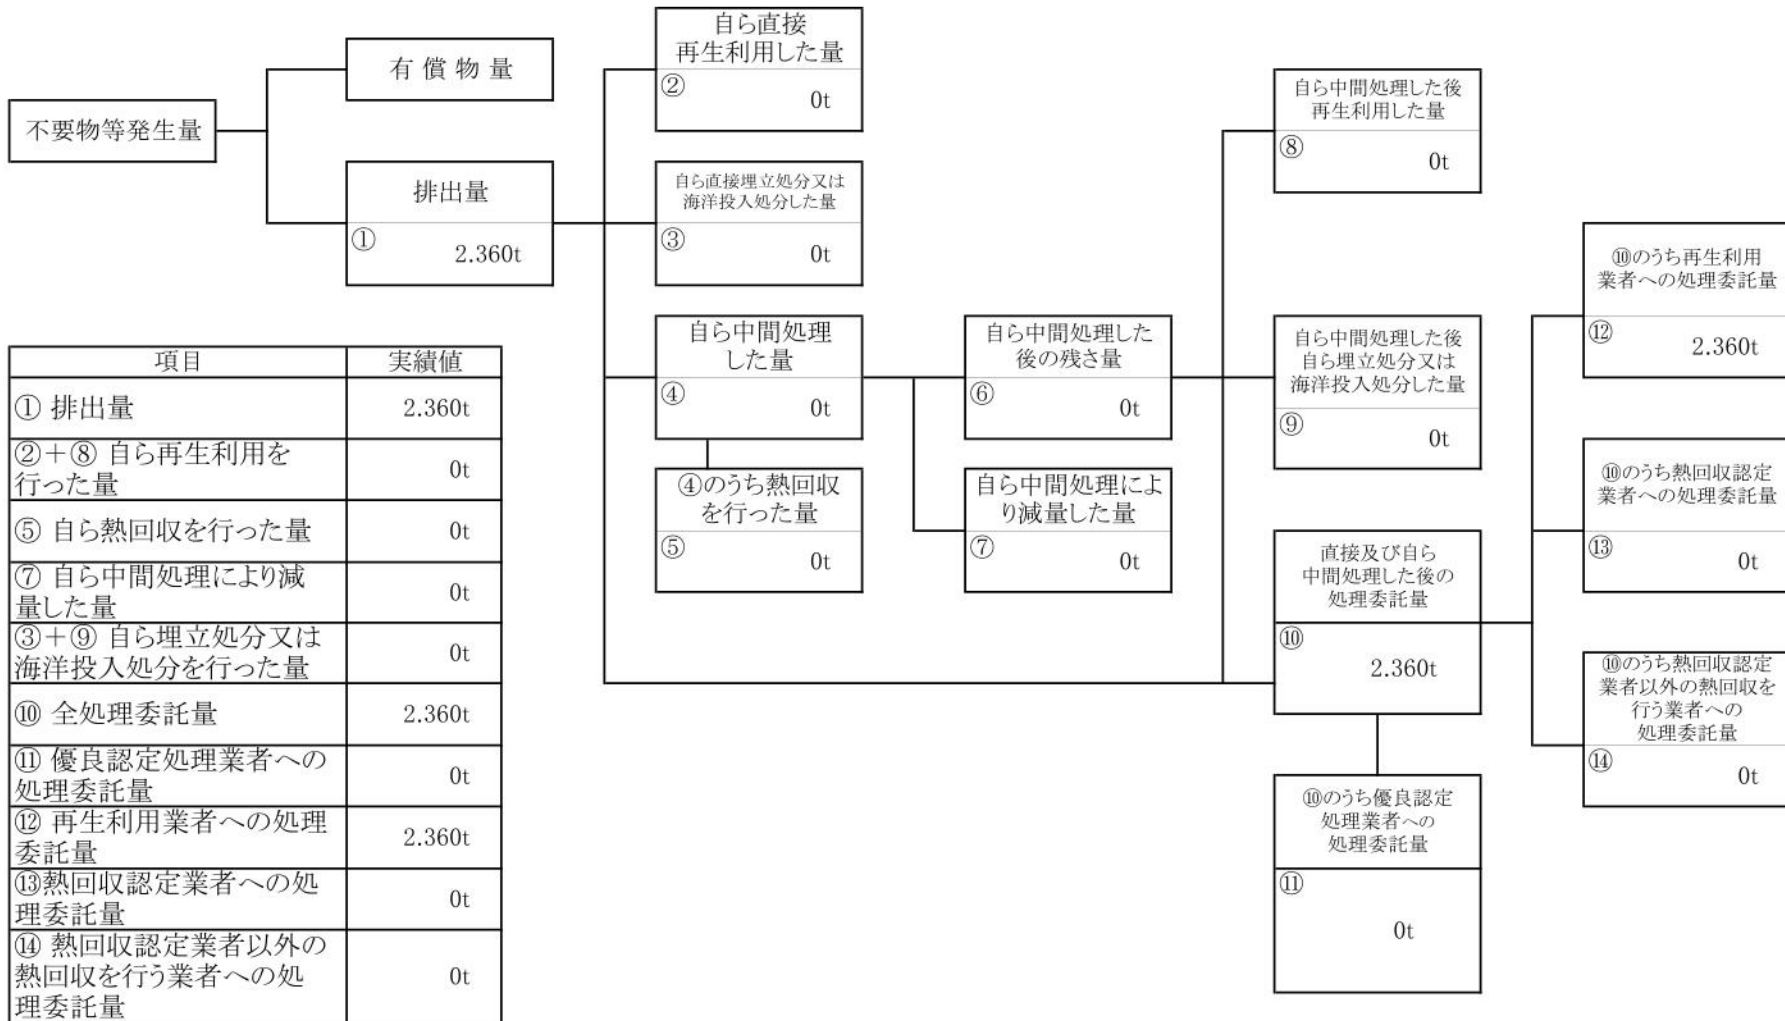 不要物等発生量
有 償 物 量
排出量
①
2.360t
自ら直接
再生利用した量
②
0t
自ら直接埋立処分又は
海洋投入処分した量
③
0t
自ら中間処理
した量
④
0t
④のうち熱回収
を行った量
⑤
0t
自ら中間処理した
後の残さ量
⑥
0t
自ら中間処理によ
り減量した量
⑦
0t
自ら中間処理した後
再生利用した量
⑧
0t
自ら中間処理した後
自ら埋立処分又は
海洋投入処分した量
⑨
0t
直接及び自ら
中間処理した後の
処理委託量
⑩
2.360t
⑩のうち優良認定
処理業者への
処理委託量
⑪
0t
⑩のうち再生利用
業者への処理委託量
⑫
2.360t
⑩のうち熱回収認定
業者への処理委託量
⑬
0t
⑩のうち熱回収認定
業者以外の熱回収を
行う業者への
処理委託量
⑭
0t
項目 実績値
① 排出量 2.360t
②＋⑧ 自ら再生利用を
行った量 0t
⑤ 自ら熱回収を行った量 0t
⑦ 自ら中間処理により減
量した量 0t
③＋⑨ 自ら埋立処分又は
海洋投入処分を行った量 0t
⑩ 全処理委託量 2.360t
⑪ 優良認定処理業者への
処理委託量 0t
⑫ 再生利用業者への処理
委託量 2.360t
⑬熱回収認定業者への処
理委託量 0t
⑭ 熱回収認定業者以外の
熱回収を行う業者への処 0t
理委託量